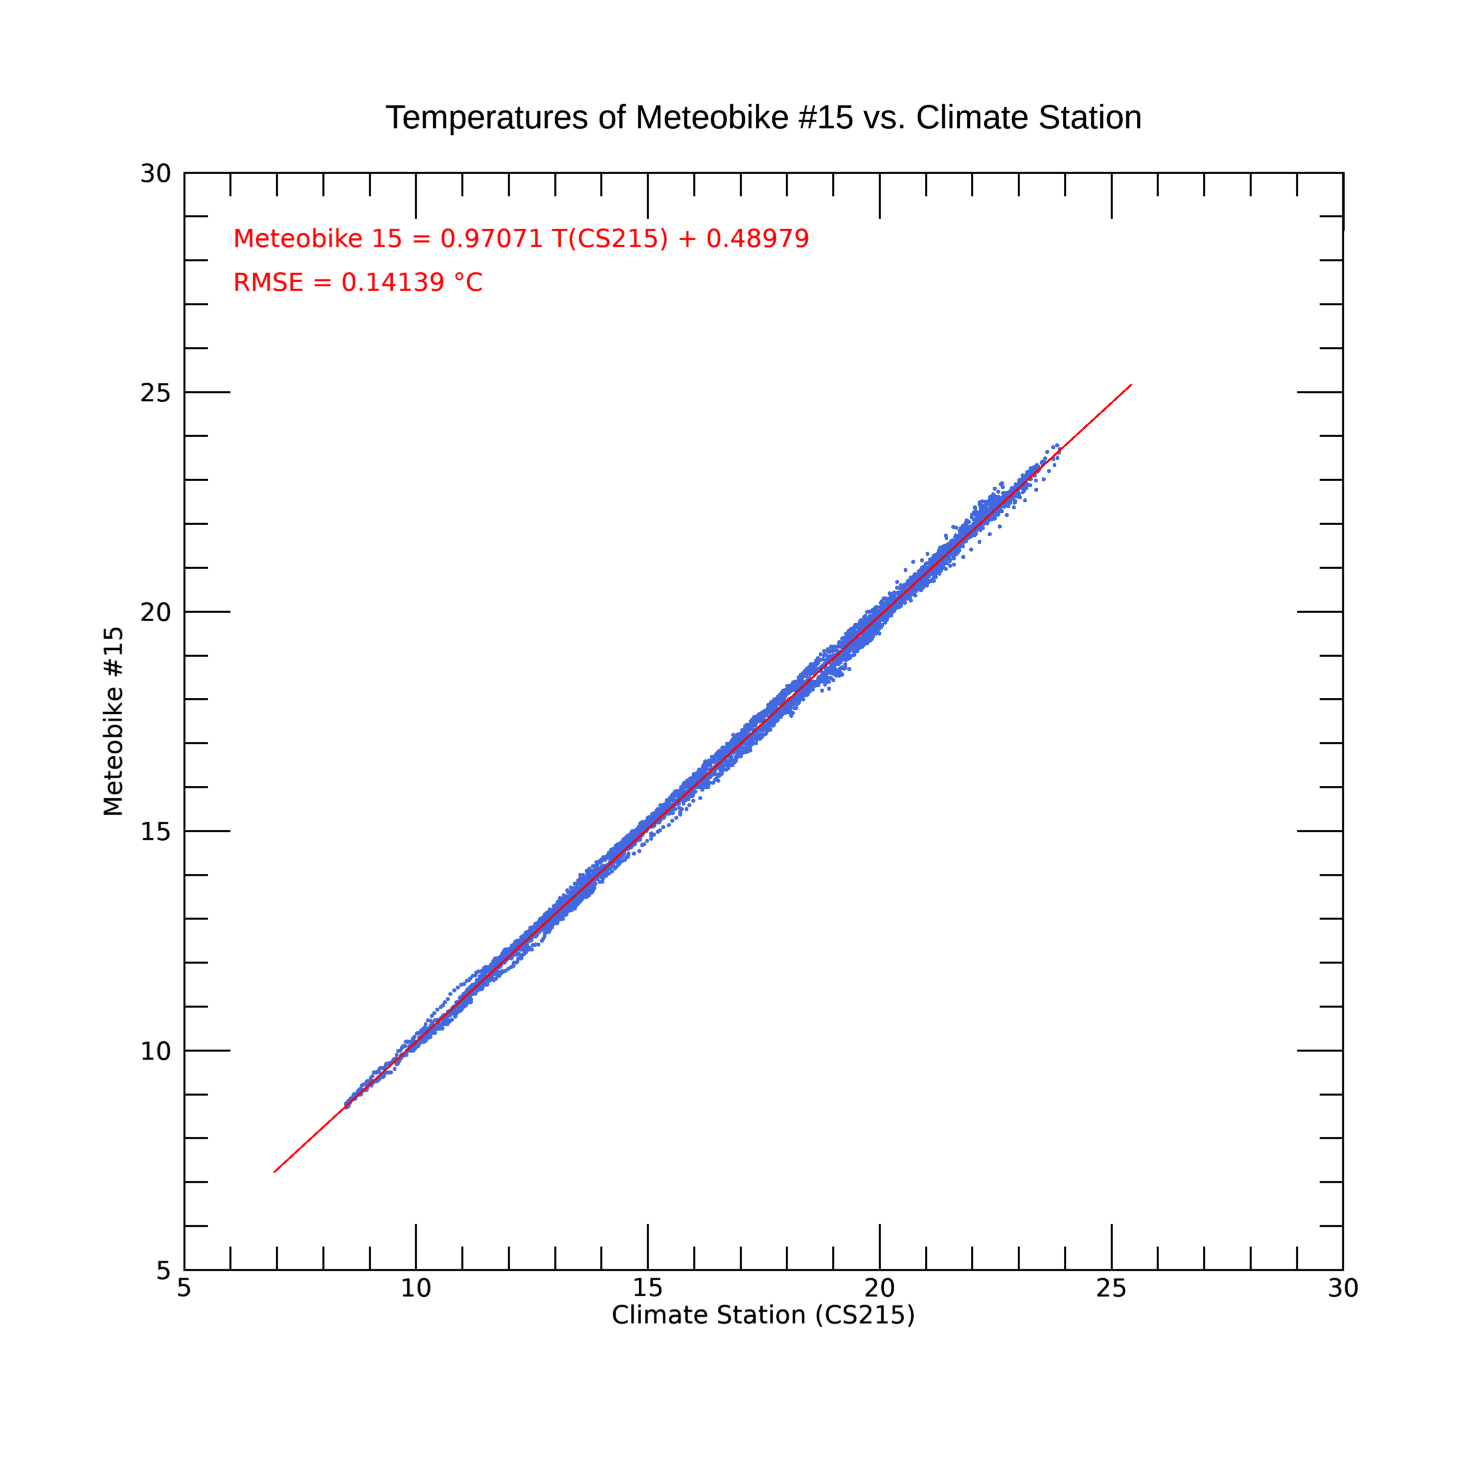 Temperatures of Meteobike #15 vs. Climate Station
30
Meteobike 15 = 0.97071 T(CS215) + 0.48979
RMSE = 0.14139 °C
25
20
Meteobike #15
15
10
5
5 10 15 20 25 30
Climate Station (CS215)